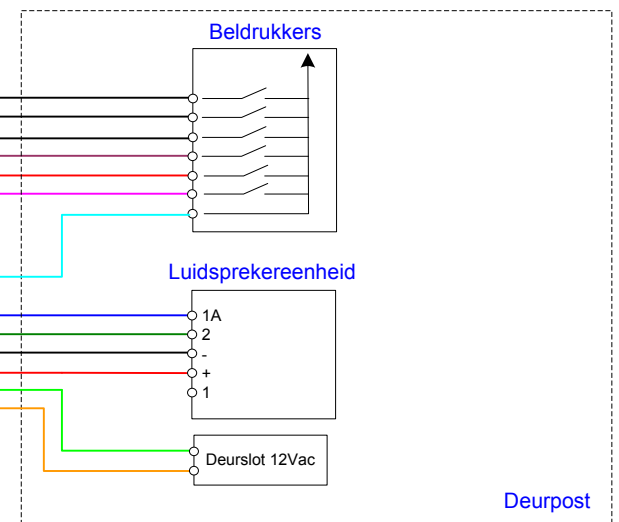 Beldrukkers
Luidsprekereenheid
1A
2
-
+
1
Deurslot 12Vac
Deurpost